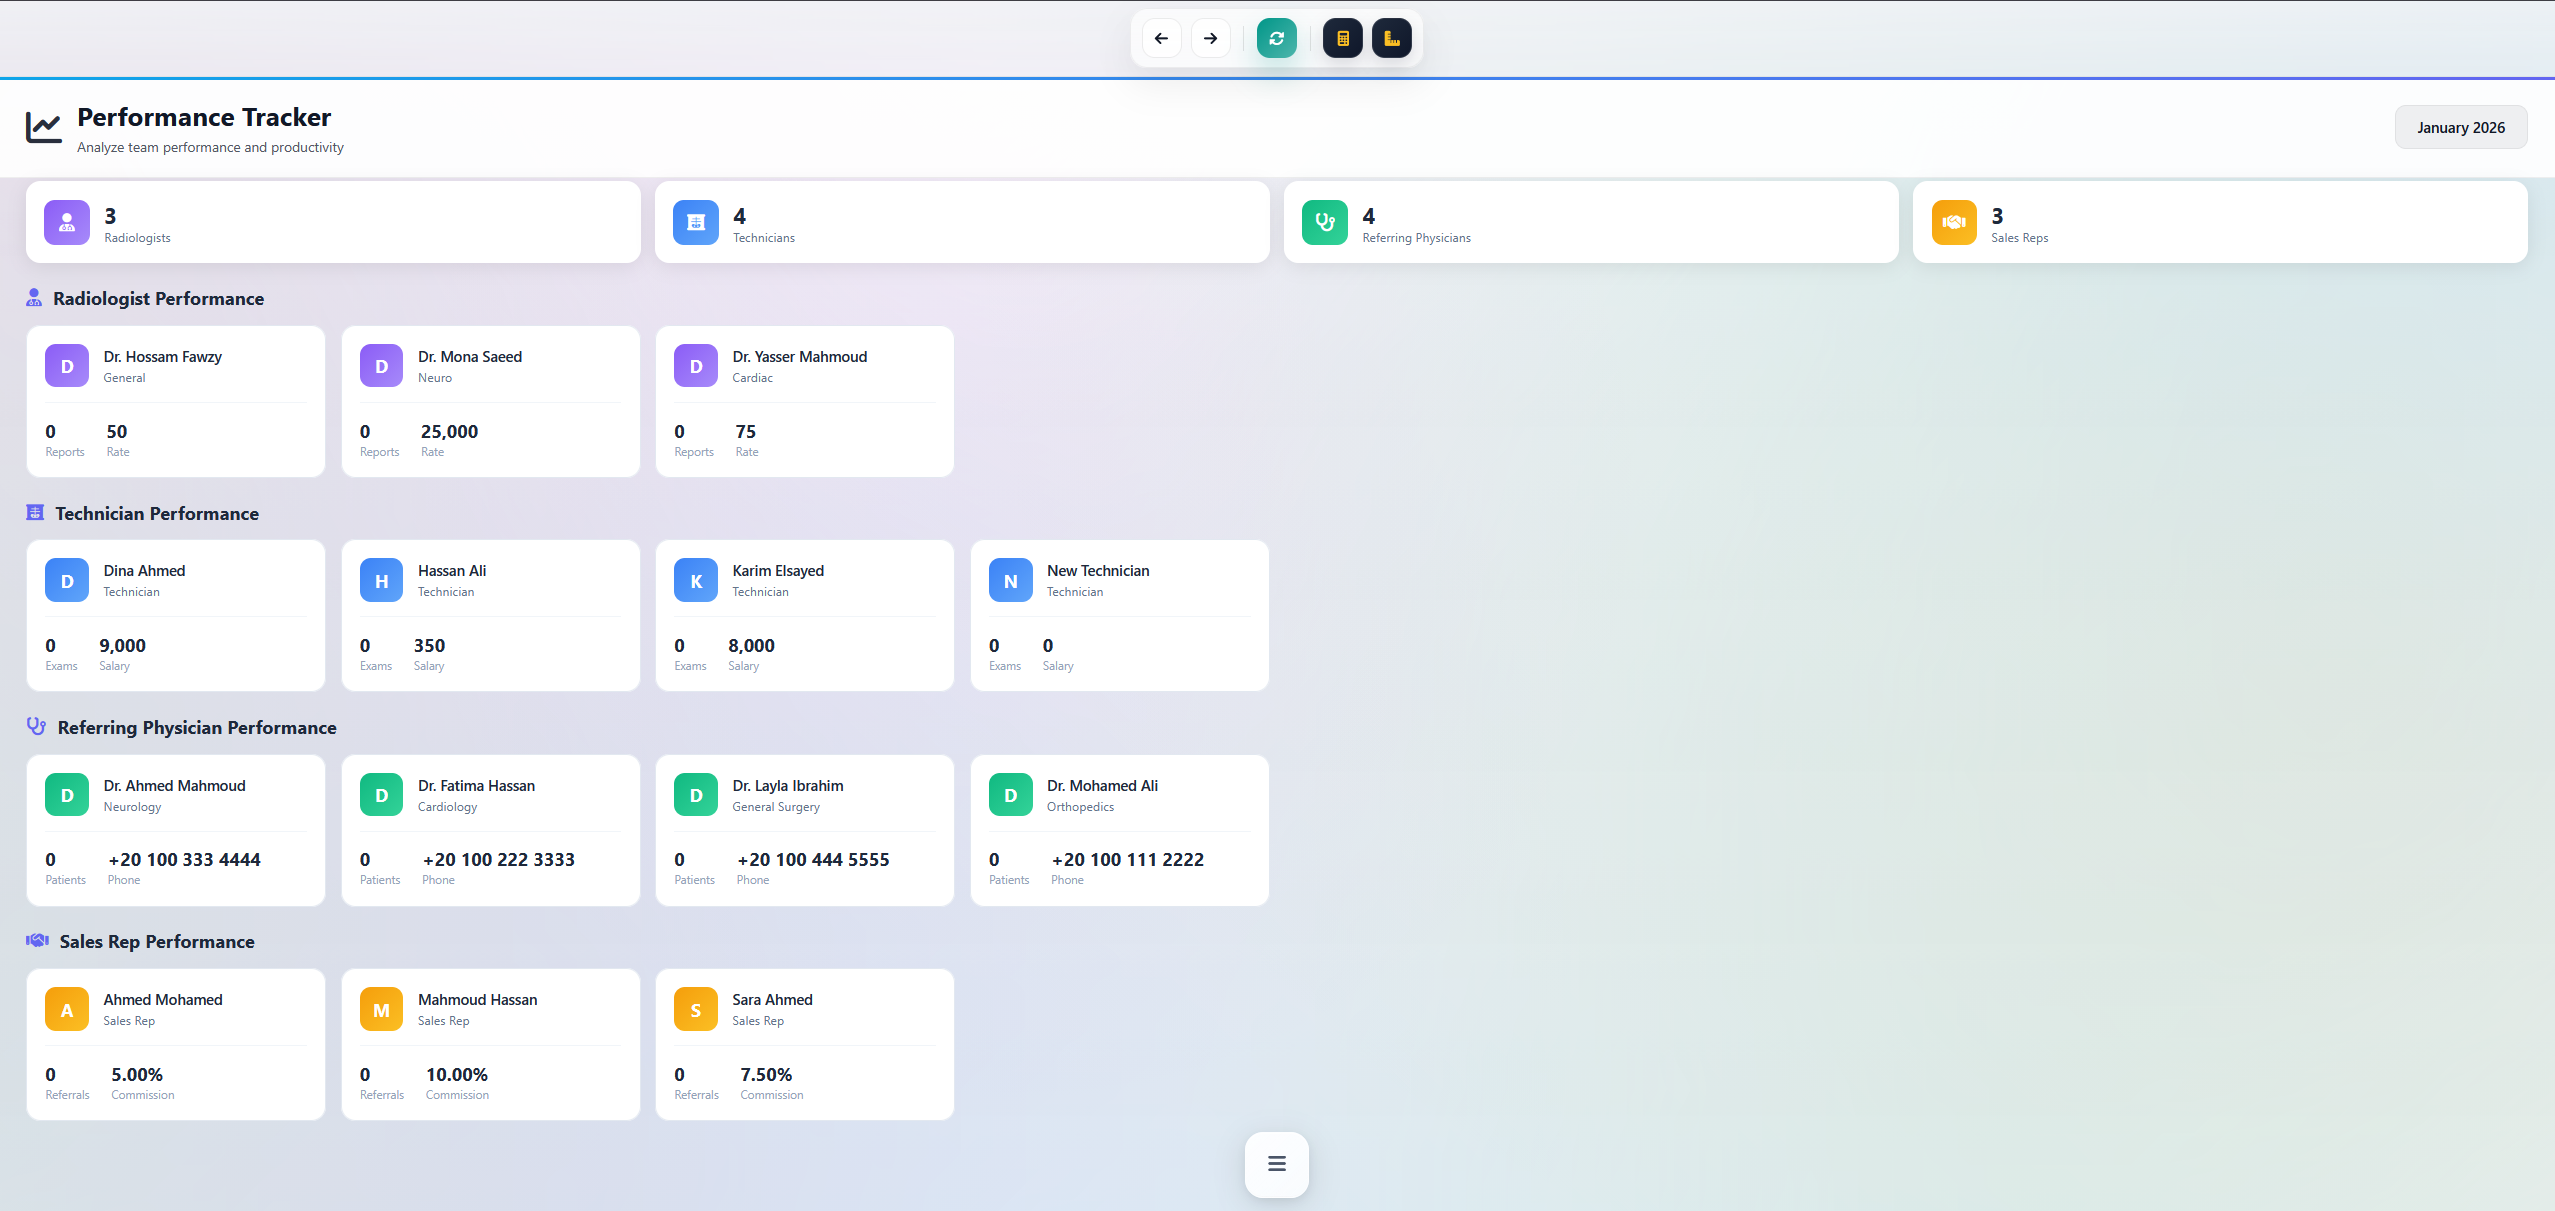 Performance Tracker
Analyze team performance and productivity
January 2026
3
Radiologists
4
Technicians
4
Referring Physicians
3
Sales Reps
Radiologist Performance
D
Dr. Hossam Fawzy
General
0
Reports
50
Rate
D
Dr. Mona Saeed
Neuro
0
Reports
25,000
Rate
D
Dr. Yasser Mahmoud
Cardiac
0
Reports
75
Rate
Technician Performance
D
Dina Ahmed
Technician
0
Exams
9,000
Salary
H
Hassan Ali
Technician
0
Exams
350
Salary
K
Karim Elsayed
Technician
0
Exams
8,000
Salary
N
New Technician
Technician
0
Exams
0
Salary
Referring Physician Performance
D
Dr. Ahmed Mahmoud
Neurology
0
Patients
+20 100 333 4444
Phone
D
Dr. Fatima Hassan
Cardiology
0
Patients
+20 100 222 3333
Phone
D
Dr. Layla Ibrahim
General Surgery
0
Patients
+20 100 444 5555
Phone
D
Dr. Mohamed Ali
Orthopedics
0
Patients
+20 100 111 2222
Phone
Sales Rep Performance
A
Ahmed Mohamed
Sales Rep
0
Referrals
5.00%
Commission
M
Mahmoud Hassan
Sales Rep
0
Referrals
10.00%
Commission
S
Sara Ahmed
Sales Rep
0
Referrals
7.50%
Commission